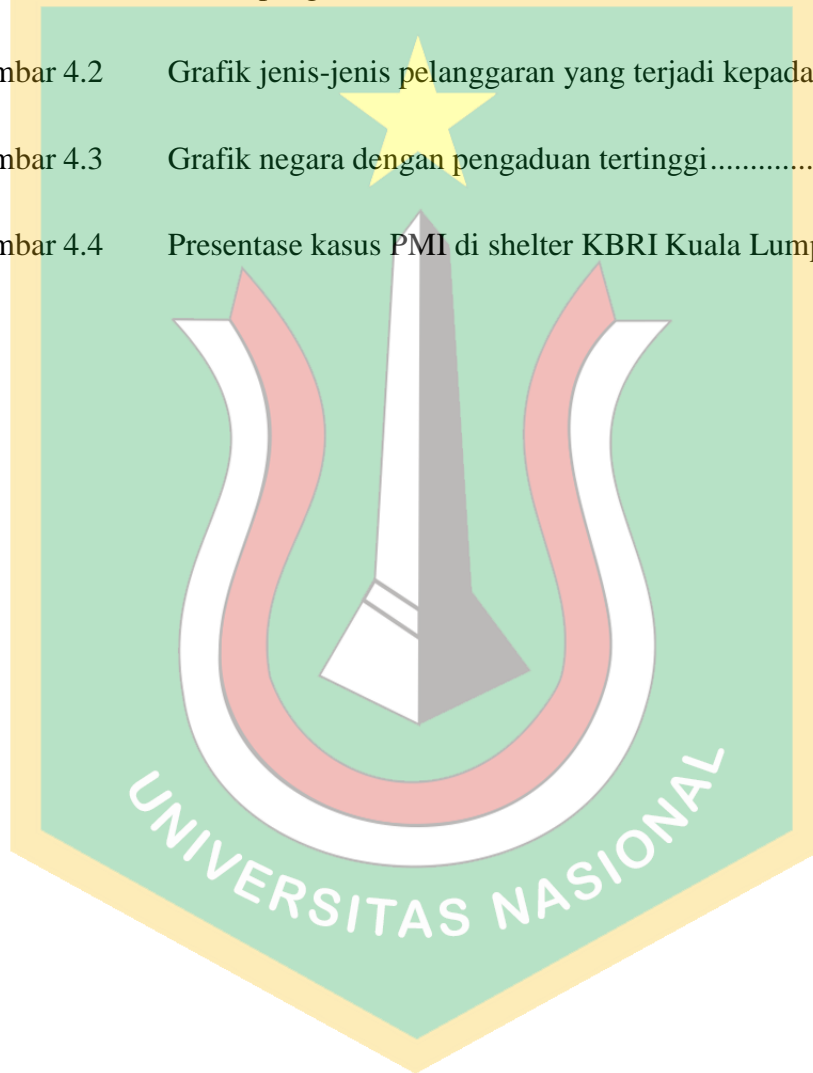 mbar 4.2 Grafik jenis-jenis pelanggaran yang terjadi kepada
mbar 4.3 Grafik negara dengan pengaduan tertinggi.............
mbar 4.4 Presentase kasus PMI di shelter KBRI Kuala Lump
UNIVERSITAS NASIONAL